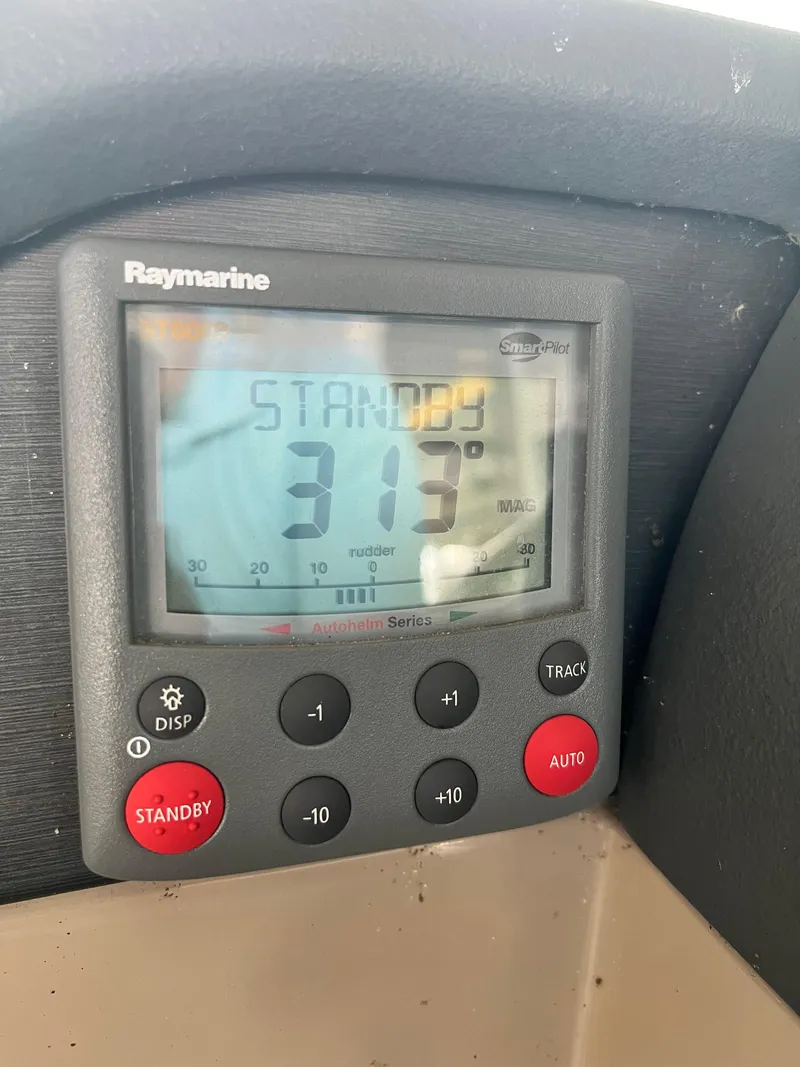 Raymarine
SmartPilot
STANDBY
313°
MAG
rudder
30 20 10 0 20 30
Autohelm Series
DISP -1 +1 TRACK
STANDBY -10 +10 AUTO